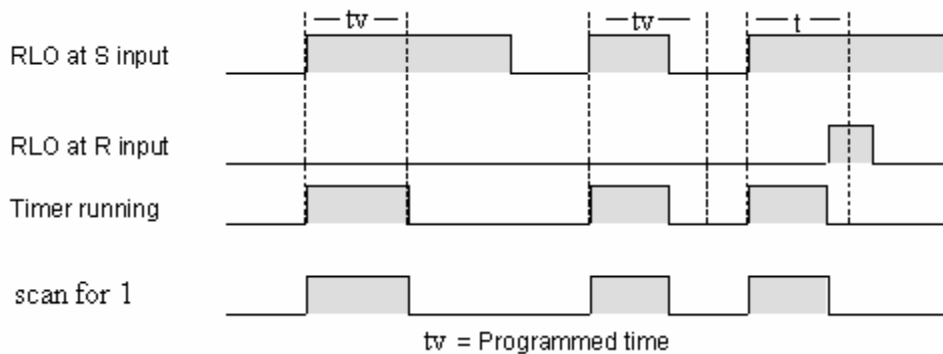 tv tv t
RLO at S input
RLO at R input
Timer running
scan for 1
tv = Programmed time